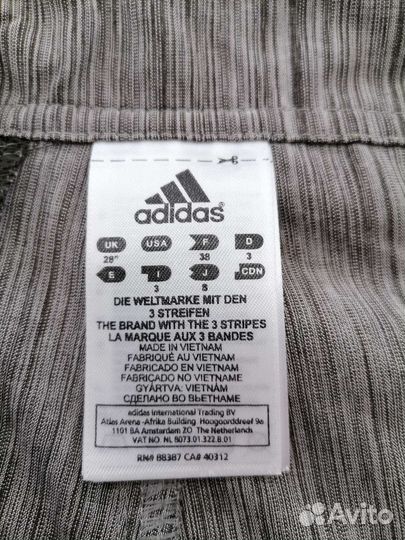 adidas
UK USA F D
28" 38 3
E I J CDN
3 S
DIE WELTMARKE MIT DEN
3 STREIFEN
THE BRAND WITH THE 3 STRIPES
LA MARQUE AUX 3 BANDES
MADE IN VIETNAM
FABRIQUÉ AU VIETNAM
FABRICADO EN VIETNAM
FABRICADO NO VIETNAME
GYÁRTVA: VIETNÁM
СДЕЛАНО ВО ВЬЕТНАМЕ
adidas International Trading BV
Atlas Arena -Afrika Building Hoogoorddreef 9a
1101 BA Amsterdam ZO The Netherlands
VAT NO. NL 8073.01.322.B.01
RN# 88387 CA# 40312
Avito